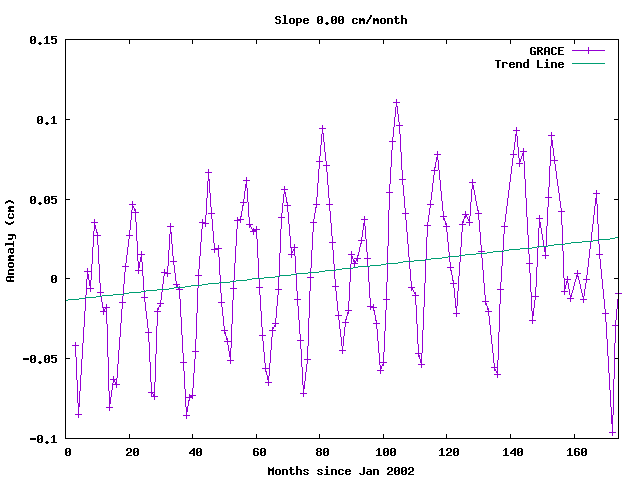 Slope 0.00 cm/month
0.15
GRACE
Trend Line
0.1
0.05
Anomaly (cm)
0
-0.05
-0.1
0 20 40 60 80 100 120 140 160
Months since Jan 2002